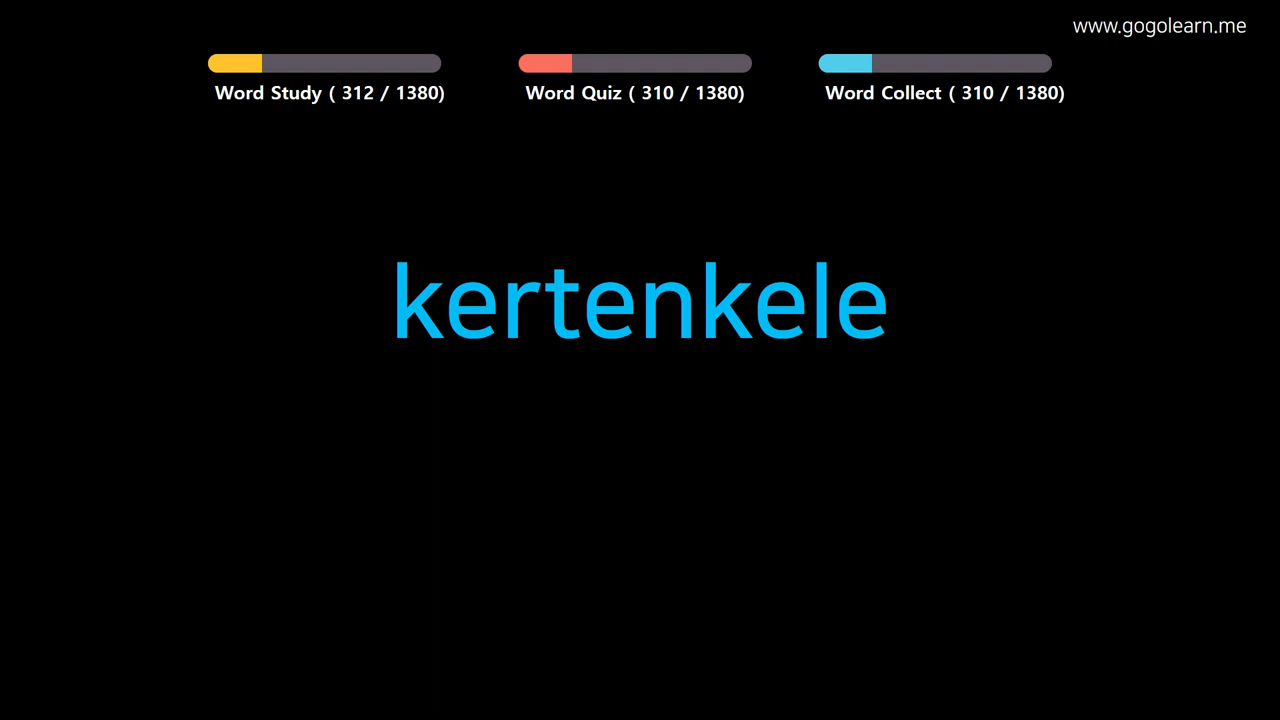 www.gogolearn.me
Word Study ( 312 / 1380)
Word Quiz ( 310 / 1380)
Word Collect ( 310 / 1380)
kertenkele